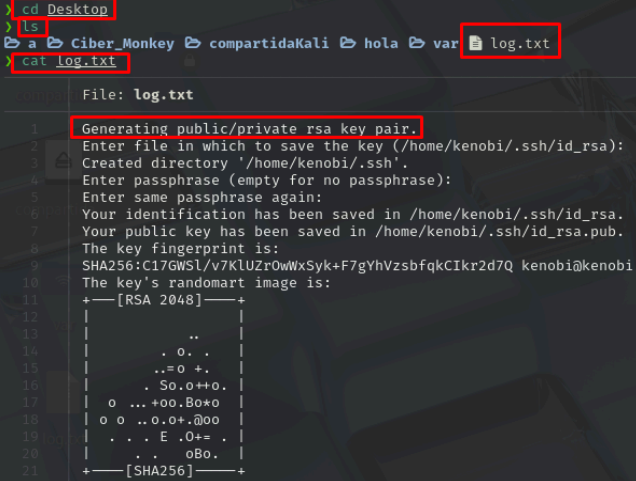 ❯ cd Desktop
❯ ls
a Ciber_Monkey compartidaKali hola var log.txt
❯ cat log.txt
File: log.txt
1 Generating public/private rsa key pair.
2 Enter file in which to save the key (/home/kenobi/.ssh/id_rsa):
3 Created directory '/home/kenobi/.ssh'.
4 Enter passphrase (empty for no passphrase):
5 Enter same passphrase again:
6 Your identification has been saved in /home/kenobi/.ssh/id_rsa.
7 Your public key has been saved in /home/kenobi/.ssh/id_rsa.pub.
8 The key fingerprint is:
9 SHA256:C17GWSl/v7KlUZrOwWxSyk+F7gYhVzsbfqkCIkr2d7Q kenobi@kenobi
10 The key's randomart image is:
11 +---[RSA 2048]----+
12 |                 |
13 |           ..    |
14 |        . o. .   |
15 |       ..=o +.   |
16 |      . So.o++o. |
17 |  o ...+oo.Bo*o  |
18 | o o ..o.o+.@oo  |
19 |  . . . E .O+= . |
20 |     . .   oBo.  |
21 +----[SHA256]-----+